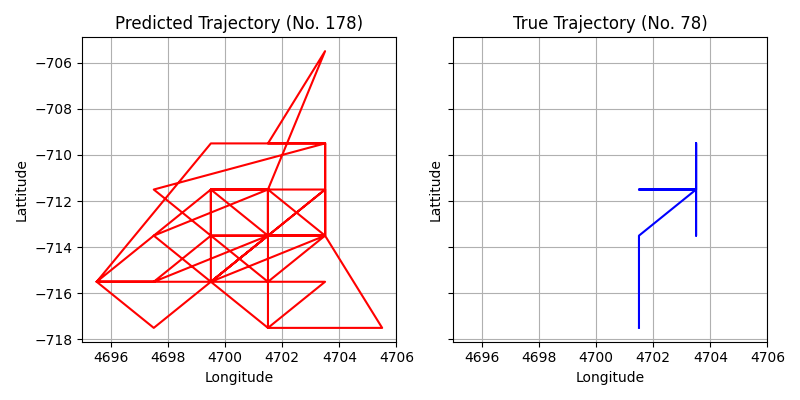 Predicted Trajectory (No. 178)
True Trajectory (No. 78)
Lattitude
−706
−708
−710
−712
−714
−716
−718
4696 4698 4700 4702 4704 4706
Longitude
Lattitude
4696 4698 4700 4702 4704 4706
Longitude